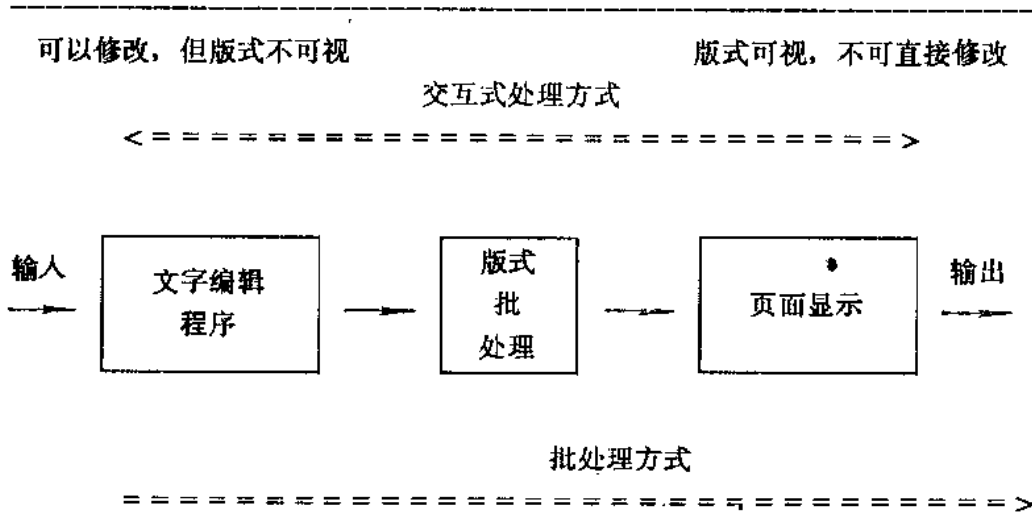 可以修改，但版式不可视 版式可视，不可直接修改
交互式处理方式
输人 文字编辑 程序 版式 批 处理 页面显示 输出
批处理方式